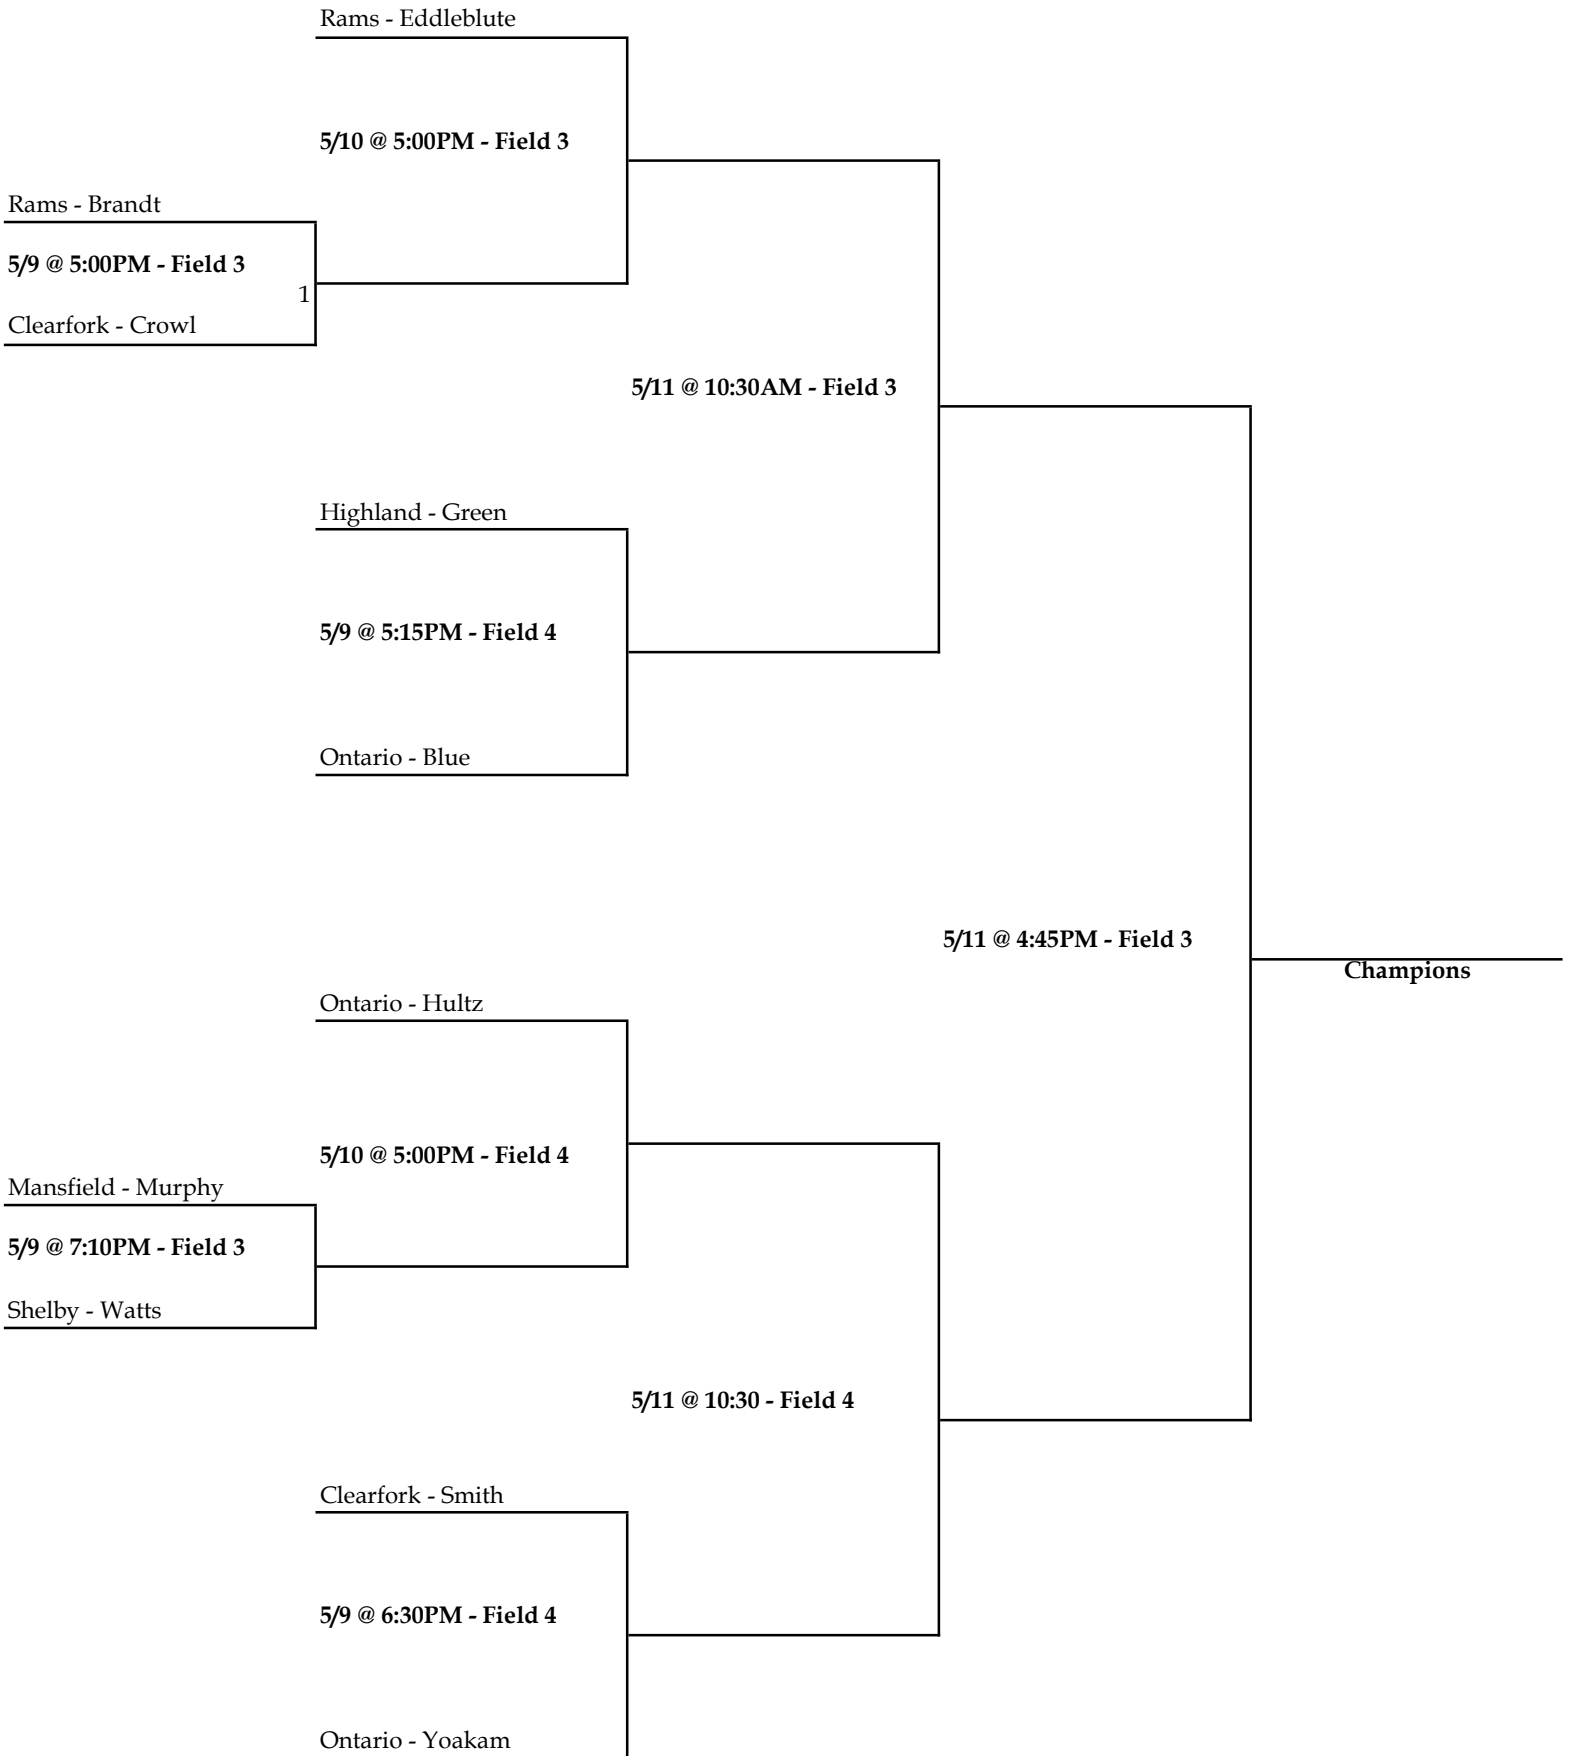 Rams - Eddleblute
5/10 @ 5:00PM - Field 3
Rams - Brandt
5/9 @ 5:00PM - Field 3
1
Clearfork - Crowl
5/11 @ 10:30AM - Field 3
Highland - Green
5/9 @ 5:15PM - Field 4
Ontario - Blue
5/11 @ 4:45PM - Field 3
Champions
Ontario - Hultz
5/10 @ 5:00PM - Field 4
Mansfield - Murphy
5/9 @ 7:10PM - Field 3
Shelby - Watts
5/11 @ 10:30 - Field 4
Clearfork - Smith
5/9 @ 6:30PM - Field 4
Ontario - Yoakam